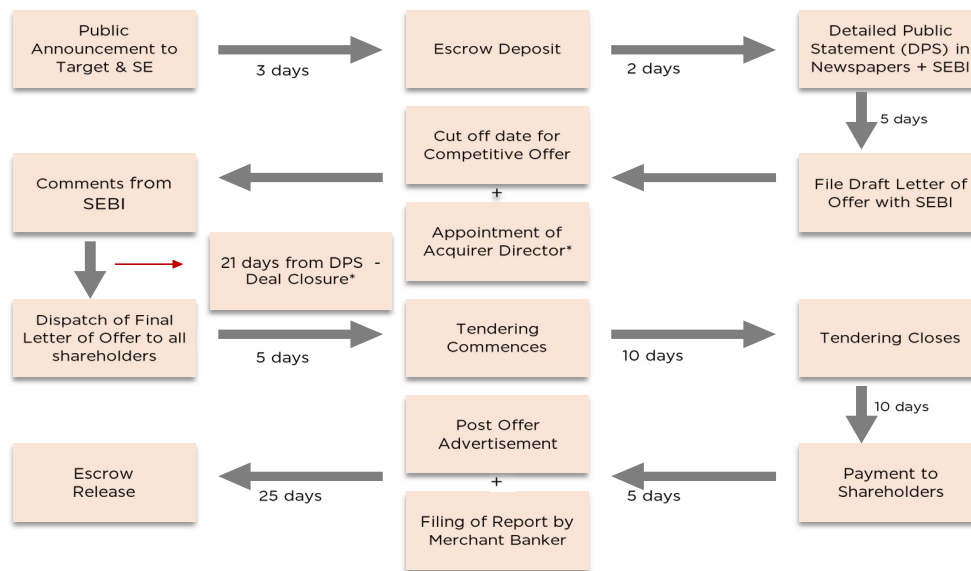 Public
Announcement to
Target & SE
3 days
Escrow Deposit
2 days
Detailed Public
Statement (DPS) in
Newspapers + SEBI
5 days
File Draft Letter of
Offer with SEBI
Cut off date for
Competitive Offer
+
Appointment of
Acquirer Director*
Comments from
SEBI
21 days from DPS -
Deal Closure*
Dispatch of Final
Letter of Offer to all
shareholders
5 days
Tendering
Commences
10 days
Tendering Closes
10 days
Payment to
Shareholders
5 days
Post Offer
Advertisement
+
Filing of Report by
Merchant Banker
25 days
Escrow
Release